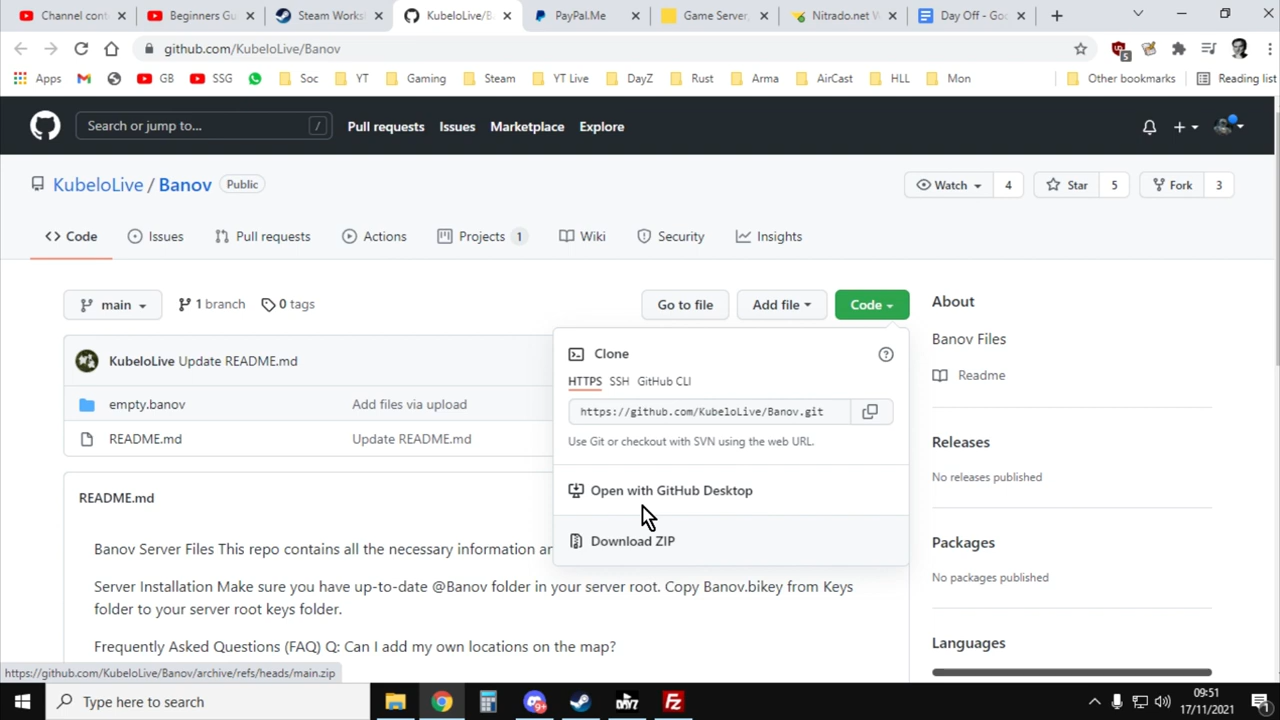 Channel cont
Beginners Gu
Steam Works
KubeloLive/B
PayPal.Me
Game Server,
Nitrado.net W
Day Off - Goo
github.com/KubeloLive/Banov
5
Apps
GB
SSG
Soc
YT
Gaming
Steam
YT Live
DayZ
Rust
Arma
AirCast
HLL
Mon
Other bookmarks
Reading list
Search or jump to...
/
Pull requests
Issues
Marketplace
Explore
KubeloLive / Banov
Public
Watch
4
Star
5
Fork
3
<> Code
Issues
Pull requests
Actions
Projects 1
Wiki
Security
Insights
main
1 branch
0 tags
Go to file
Add file
Code
About
Banov Files
Readme
KubeloLive Update README.md
empty.banov
Add files via upload
README.md
Update README.md
Clone
HTTPS
SSH
GitHub CLI
https://github.com/KubeloLive/Banov.git
Use Git or checkout with SVN using the web URL.
Open with GitHub Desktop
Download ZIP
Releases
No releases published
Packages
No packages published
Languages
README.md
Banov Server Files This repo contains all the necessary information an
Server Installation Make sure you have up-to-date @Banov folder in your server root. Copy Banov.bikey from Keys
folder to your server root keys folder.
Frequently Asked Questions (FAQ) Q: Can I add my own locations on the map?
https://github.com/KubeloLive/Banov/archive/refs/heads/main.zip
Type here to search
DAYZ
Fz
09:51
17/11/2021
1